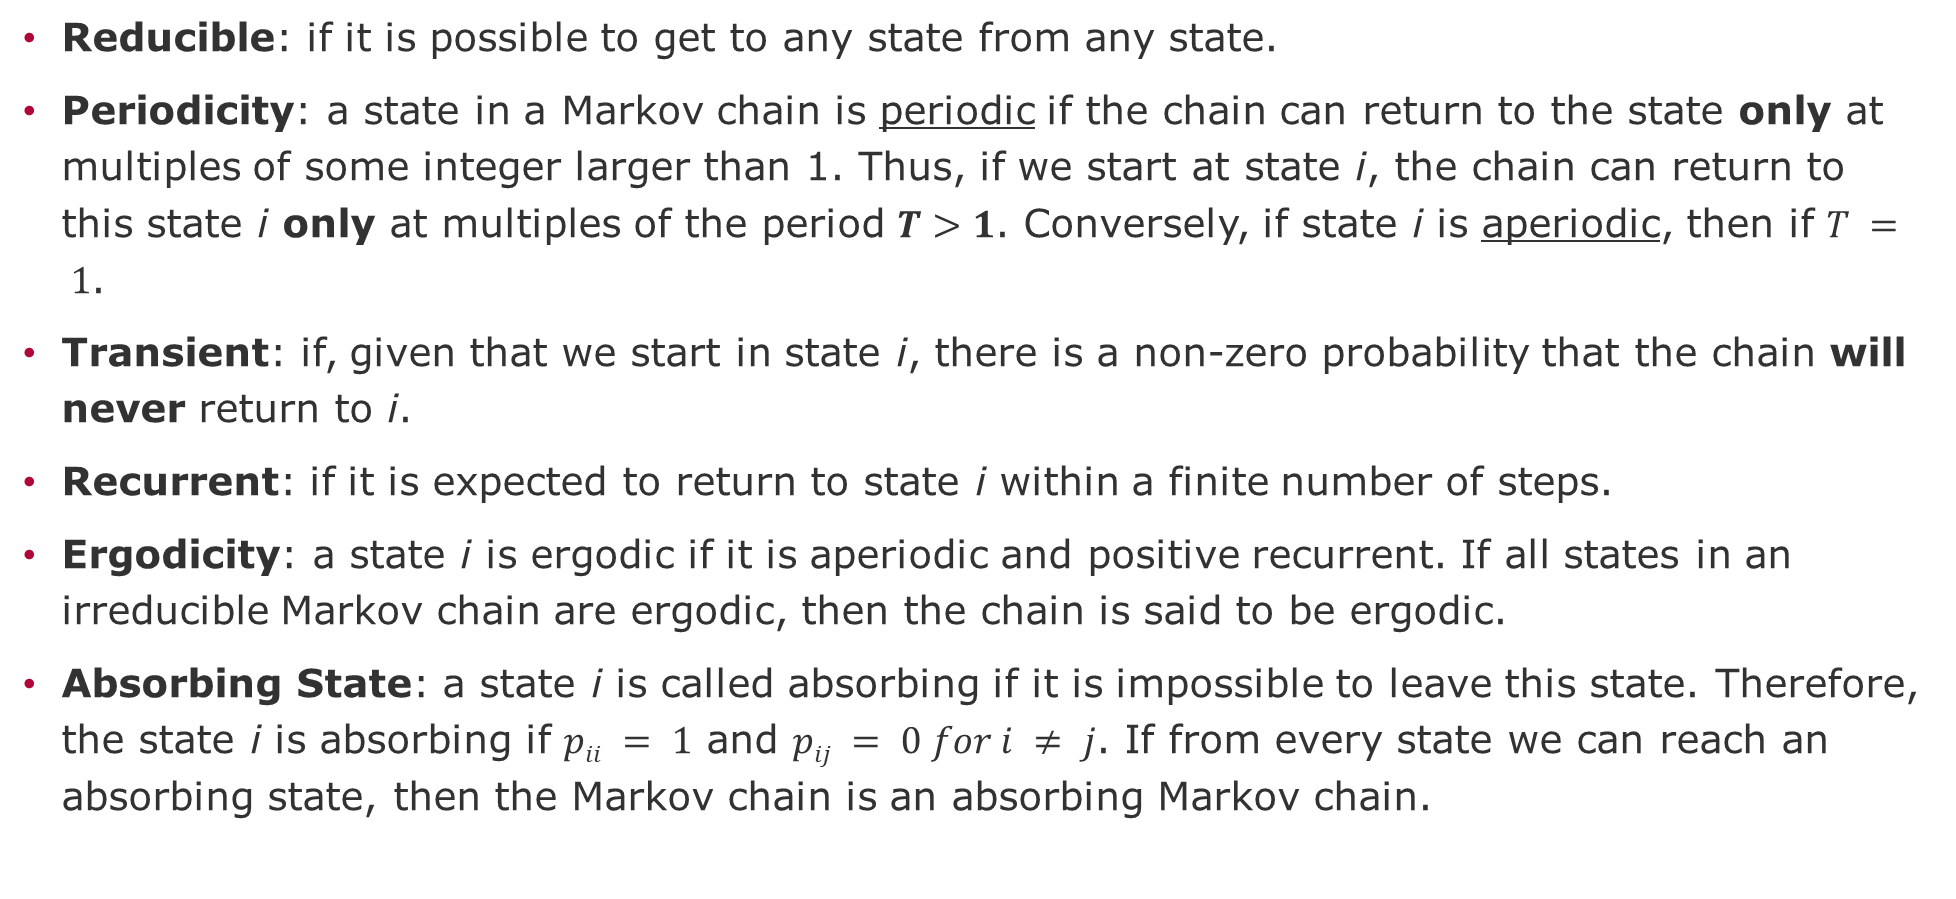 • Reducible: if it is possible to get to any state from any state.
• Periodicity: a state in a Markov chain is periodic if the chain can return to the state only at
multiples of some integer larger than 1. Thus, if we start at state i, the chain can return to
this state i only at multiples of the period T > 1. Conversely, if state i is aperiodic, then if T =
1.
• Transient: if, given that we start in state i, there is a non-zero probability that the chain will
never return to i.
• Recurrent: if it is expected to return to state i within a finite number of steps.
• Ergodicity: a state i is ergodic if it is aperiodic and positive recurrent. If all states in an
irreducible Markov chain are ergodic, then the chain is said to be ergodic.
• Absorbing State: a state i is called absorbing if it is impossible to leave this state. Therefore,
the state i is absorbing if p_ii = 1 and p_ij = 0 for i ≠ j. If from every state we can reach an
absorbing state, then the Markov chain is an absorbing Markov chain.